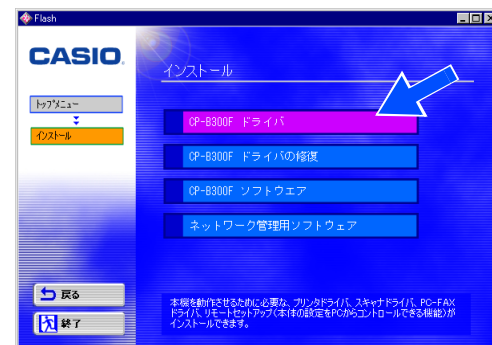 Flash
CASIO
インストール
トップメニュー
インストール
CP-B300F ドライバ
CP-B300F ドライバの修復
CP-B300F ソフトウエア
ネットワーク管理用ソフトウェア
戻る
終了
本機を動作させるために必要な、プリンタドライバ、スキャナドライバ、PC-FAX
ドライバ、リモートセットアップ(本体の設定をPCからコントロールできる機能)が
インストールできます。